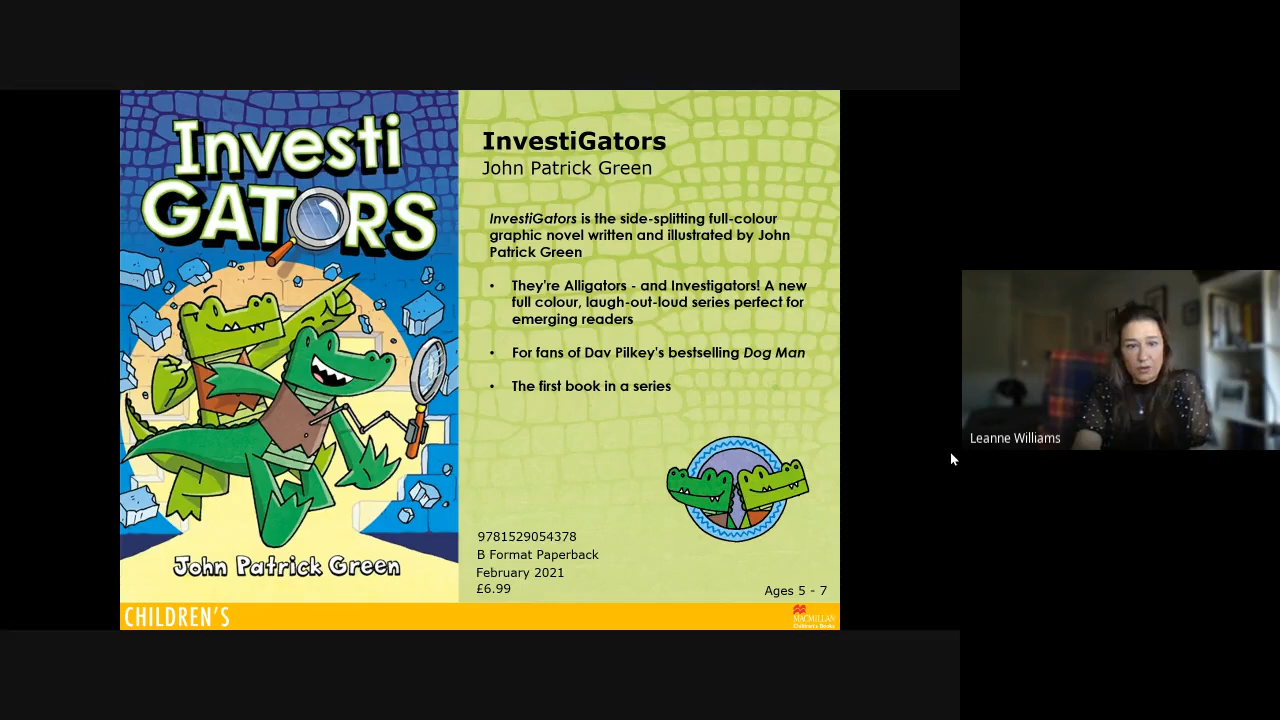 Investi
GATORS
John Patrick Green
InvestiGators
John Patrick Green
InvestiGators is the side-splitting full-colour
graphic novel written and illustrated by John
Patrick Green
• They're Alligators - and Investigators! A new
full colour, laugh-out-loud series perfect for
emerging readers
• For fans of Dav Pilkey's bestselling Dog Man
• The first book in a series
9781529054378
B Format Paperback
February 2021
£6.99
Ages 5 - 7
CHILDREN'S
MACMILLAN
Children's Books
Leanne Williams